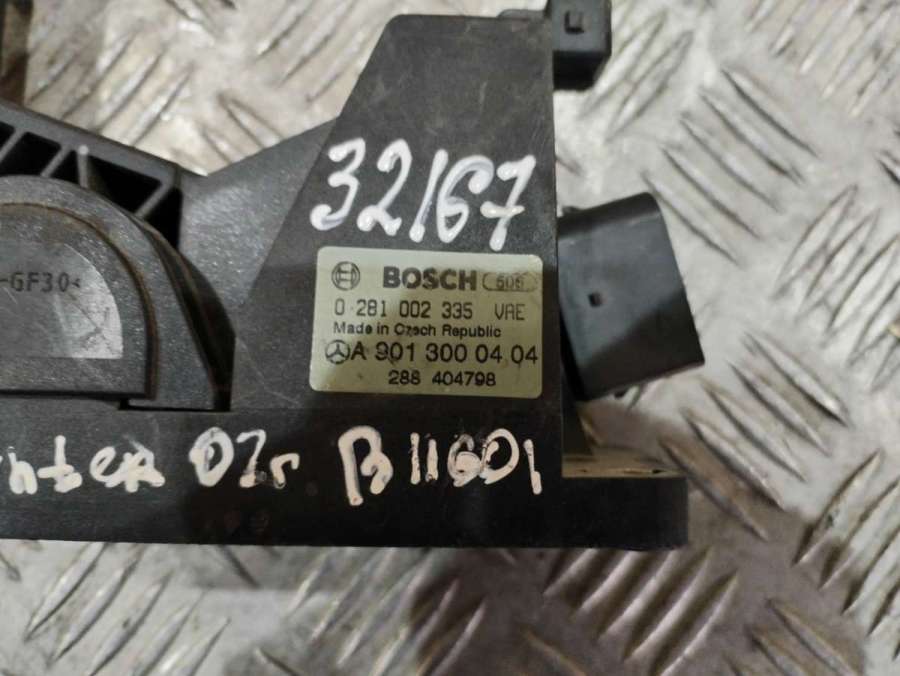 32167
BOSCH 505
0 281 002 335 VAE
-GF30<
Made in Czech Republic
A 901 300 04 04
288 404798
nter 02г B11601